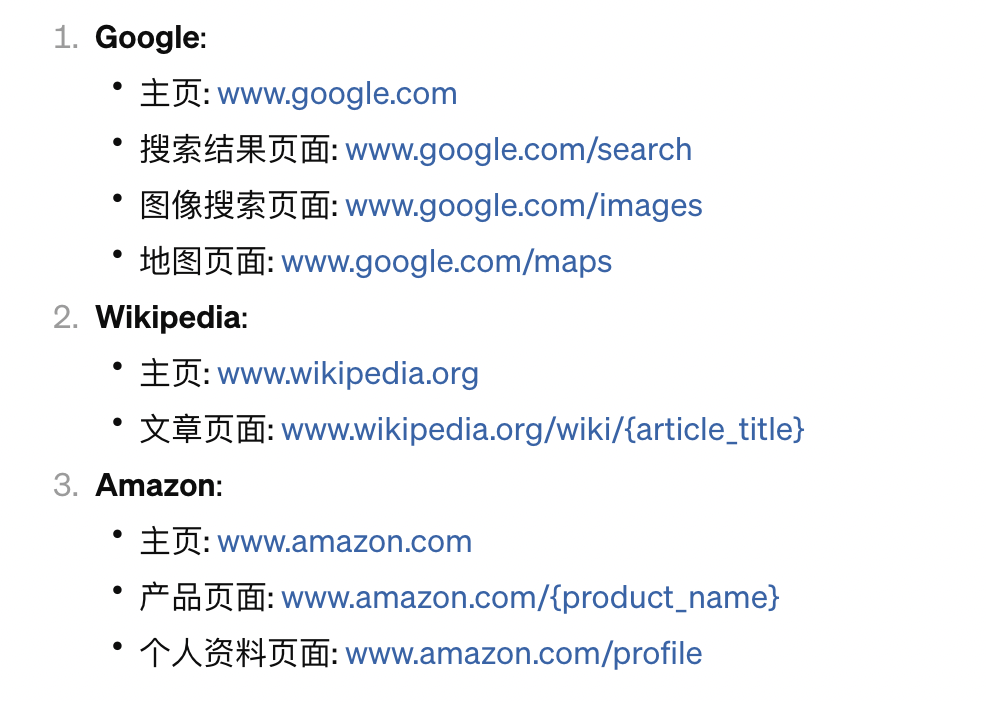 1. Google:
• 主页: www.google.com
• 搜索结果页面: www.google.com/search
• 图像搜索页面: www.google.com/images
• 地图页面: www.google.com/maps
2. Wikipedia:
• 主页: www.wikipedia.org
• 文章页面: www.wikipedia.org/wiki/{article_title}
3. Amazon:
• 主页: www.amazon.com
• 产品页面: www.amazon.com/{product_name}
• 个人资料页面: www.amazon.com/profile